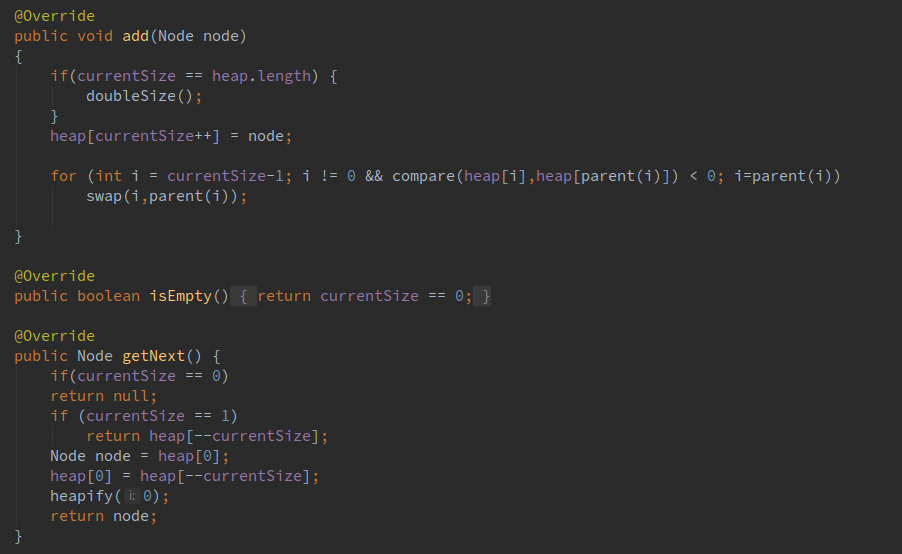 @Override
public void add(Node node)
{
    if(currentSize == heap.length) {
        doubleSize();
    }
    heap[currentSize++] = node;
    for (int i = currentSize-1; i != 0 && compare(heap[i],heap[parent(i)]) < 0; i=parent(i))
        swap(i,parent(i));
}
@Override
public boolean isEmpty() { return currentSize == 0; }
@Override
public Node getNext() {
    if(currentSize == 0)
    return null;
    if (currentSize == 1)
        return heap[--currentSize];
    Node node = heap[0];
    heap[0] = heap[--currentSize];
    heapify( i: 0);
    return node;
}